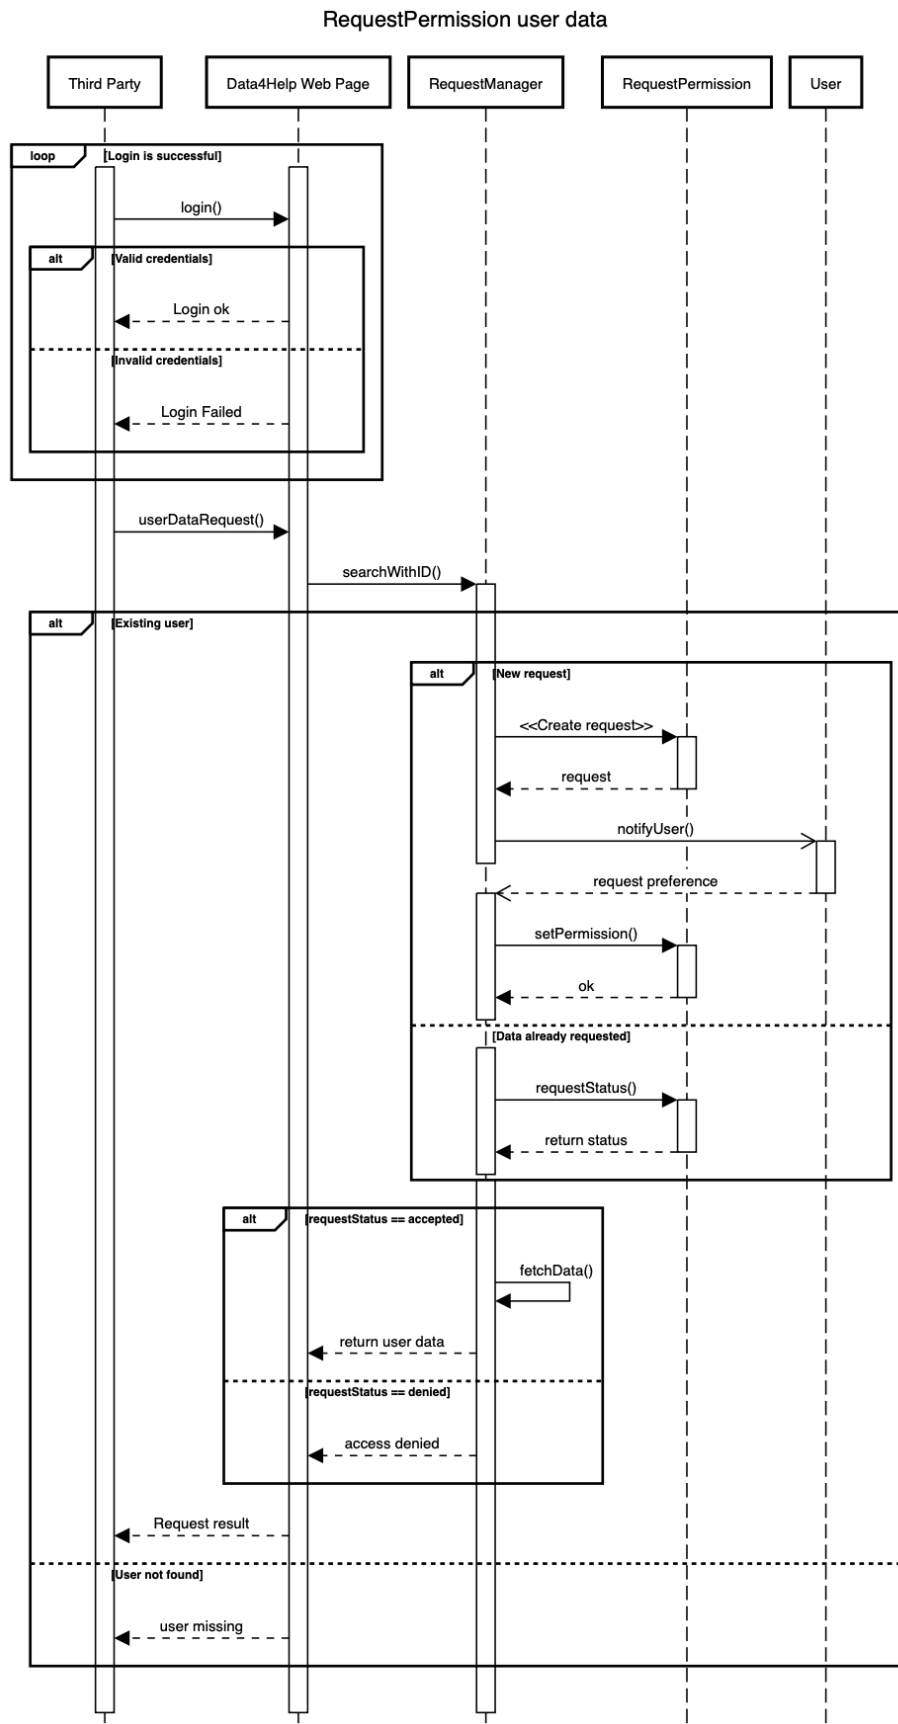 RequestPermission user data
Third Party
Data4Help Web Page
RequestManager
RequestPermission
User
loop
[Login is successful]
login()
alt
[Valid credentials]
Login ok
[Invalid credentials]
Login Failed
userDataRequest()
searchWithID()
alt
[Existing user]
alt
[New request]
<<Create request>>
request
notifyUser()
request preference
setPermission()
ok
[Data already requested]
requestStatus()
return status
alt
[requestStatus == accepted]
fetchData()
return user data
[requestStatus == denied]
access denied
Request result
[User not found]
user missing